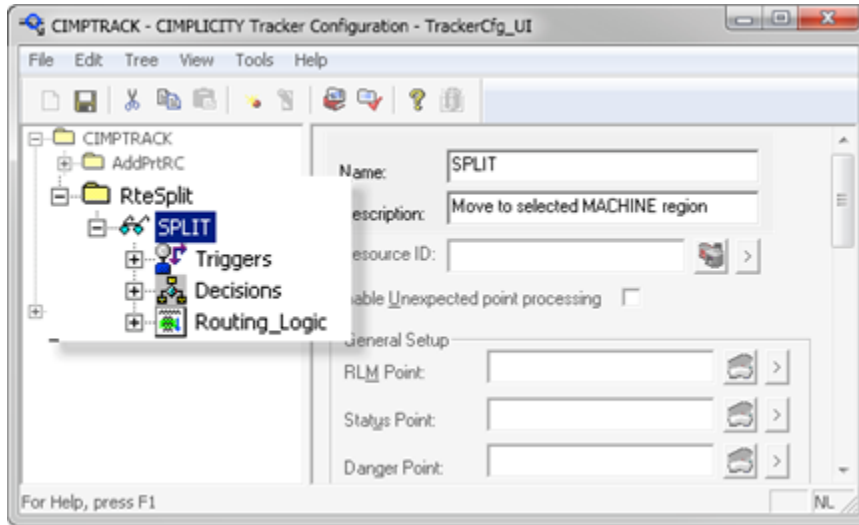 CIMPTRACK - CIMPLICITY Tracker Configuration - TrackerCfg_UI
File Edit Tree View Tools Help
CIMPTRACK
AddPrtRC
RteSplit
SPLIT
Triggers
Decisions
Routing_Logic
Name: SPLIT
escription: Move to selected MACHINE region
esource ID:
able Unexpected point processing
General Setup
RLM Point:
Status Point:
Danger Point:
For Help, press F1
NL